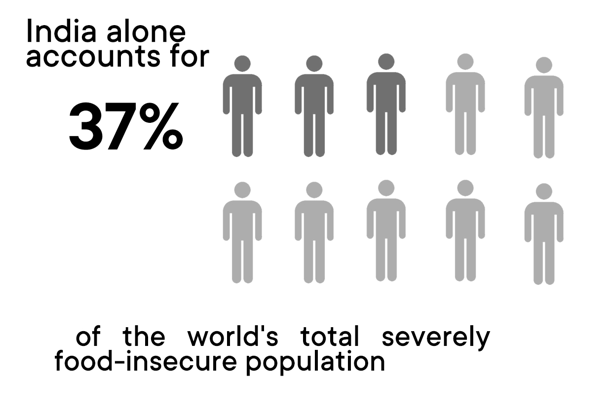 India alone
accounts for
37%
of the world's total severely
food-insecure population